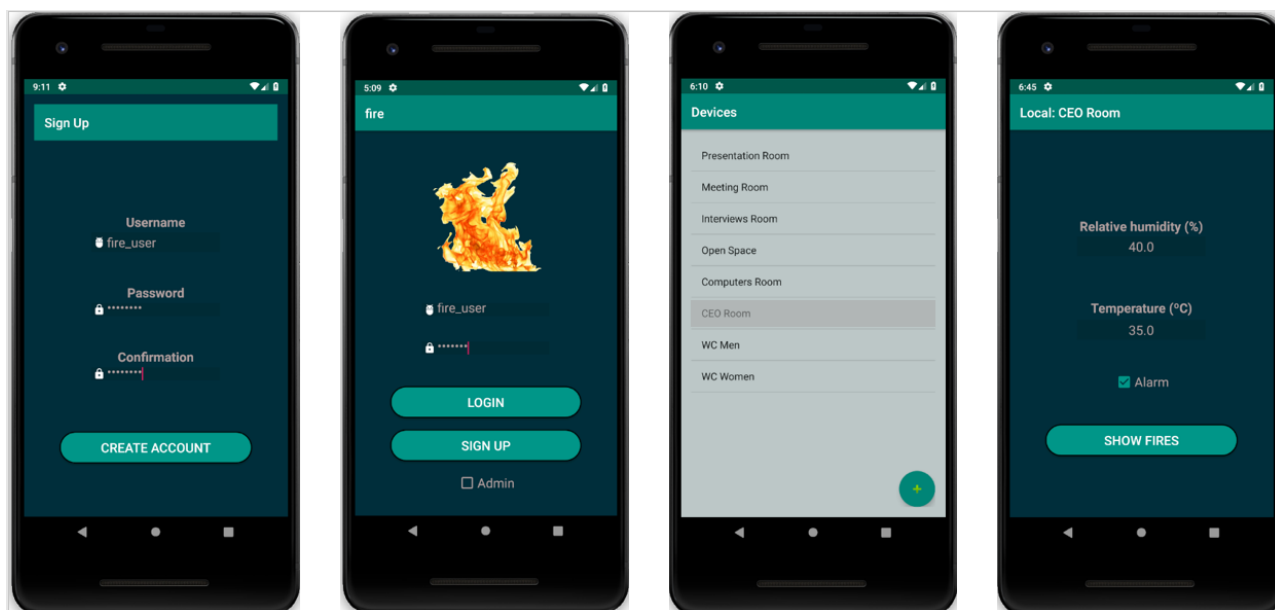 9:11
Sign Up
Username
fire_user
Password
********
Confirmation
********
CREATE ACCOUNT
5:09
fire
fire_user
*******
LOGIN
SIGN UP
Admin
6:10
Devices
Presentation Room
Meeting Room
Interviews Room
Open Space
Computers Room
CEO Room
WC Men
WC Women
+
6:45
Local: CEO Room
Relative humidity (%)
40.0
Temperature (ºC)
35.0
Alarm
SHOW FIRES